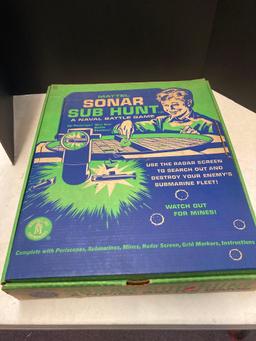 MATTEL
SONAR
SUB HUNT
A NAVAL BATTLE GAME
USE THE RADAR SCREEN
TO SEARCH OUT AND
DESTROY YOUR ENEMY'S
SUBMARINE FLEET!
WATCH OUT
FOR MINES!
Complete with Periscopes, Submarines, Mines, Radar Screen, Grid Markers, Instructions